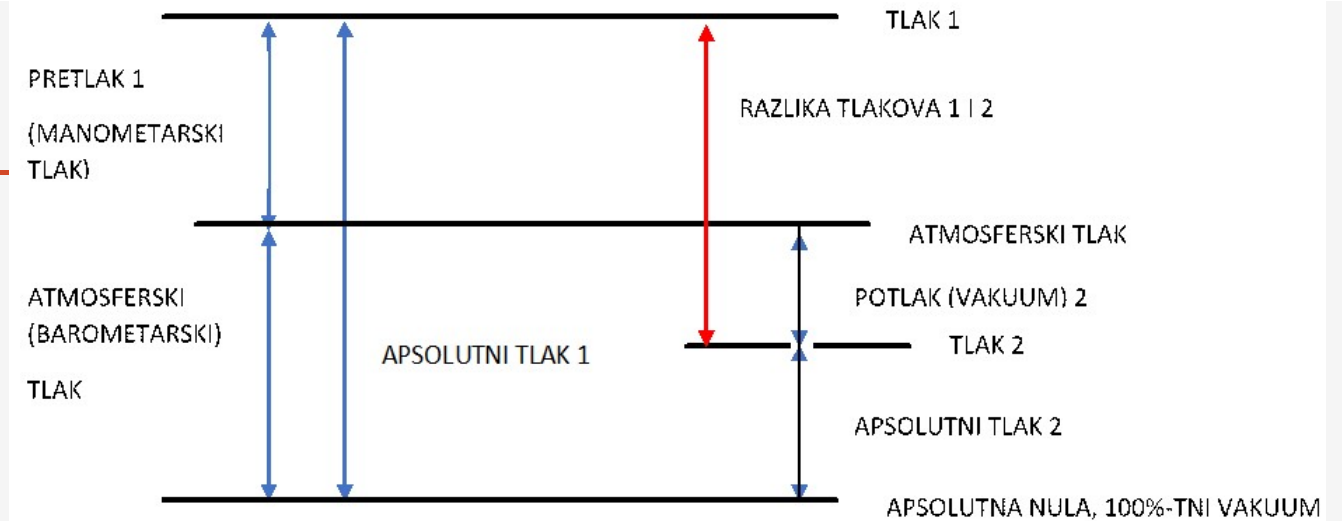 TLAK 1
PRETLAK 1
(MANOMETARSKI
TLAK)
RAZLIKA TLAKOVA 1 I 2
ATMOSFERSKI TLAK
ATMOSFERSKI
(BAROMETARSKI)
TLAK
POTLAK (VAKUUM) 2
TLAK 2
APSOLUTNI TLAK 1
APSOLUTNI TLAK 2
APSOLUTNA NULA, 100%-TNI VAKUUM